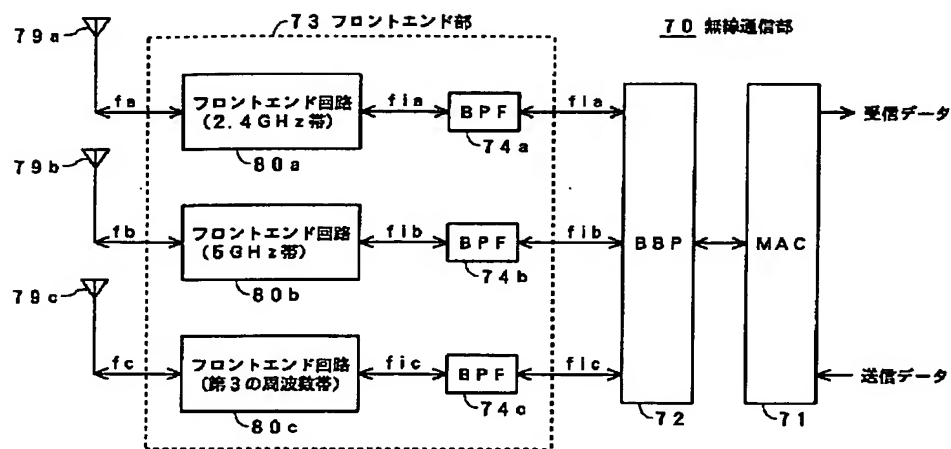 73 フロントエンド部
70 無線通信部
79a
fa
フロントエンド回路
(2.4GHz帯)
fia
BPF
fia
受信データ
80a
74a
79b
fb
フロントエンド回路
(5GHz帯)
fib
BPF
fib
BBP
MAC
80b
74b
79c
fc
フロントエンド回路
(第3の周波数帯)
fic
BPF
fic
送信データ
80c
74c
72
71